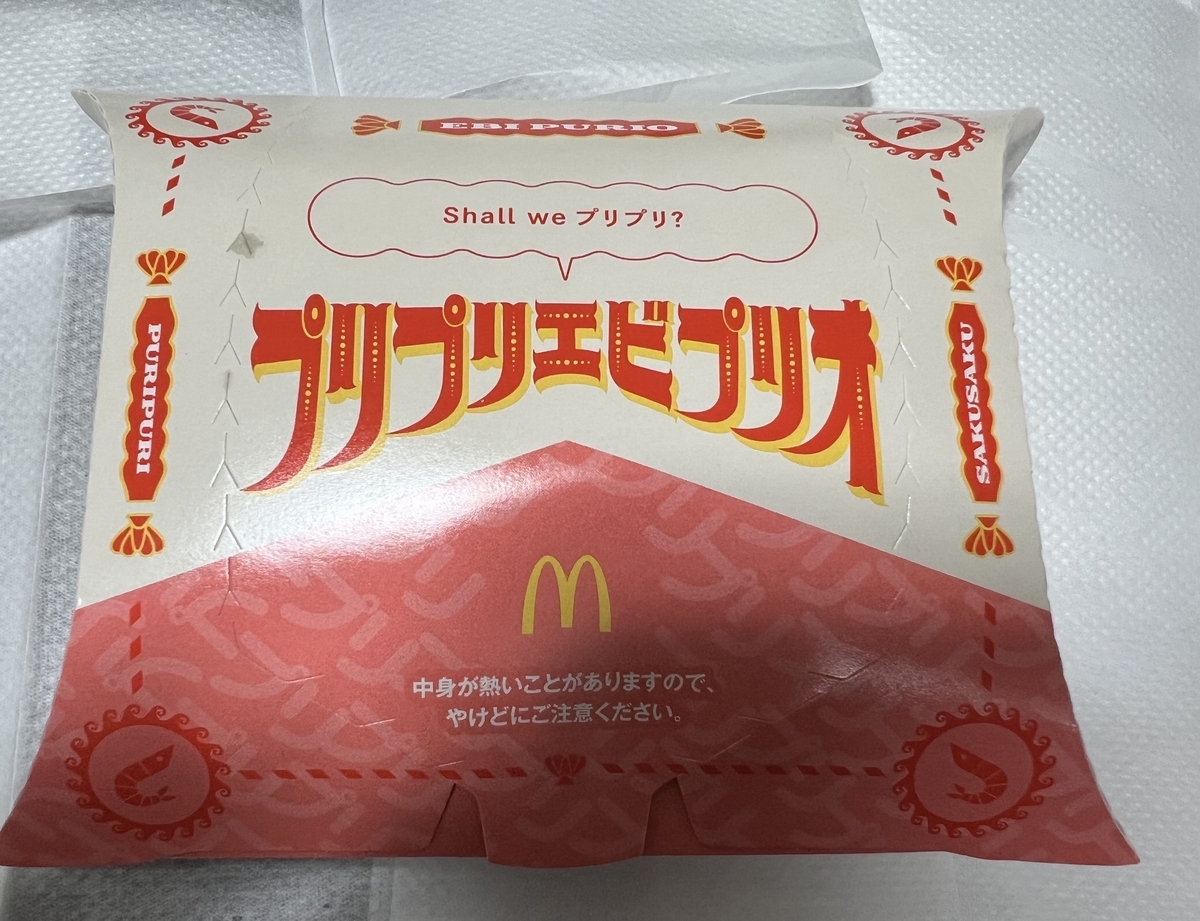 EBI PURIO
Shall we プリプリ?
プリプリエビプリオ
PURIPURI
SAKUSAKU
中身が熱いことがありますので、
やけどにご注意ください。